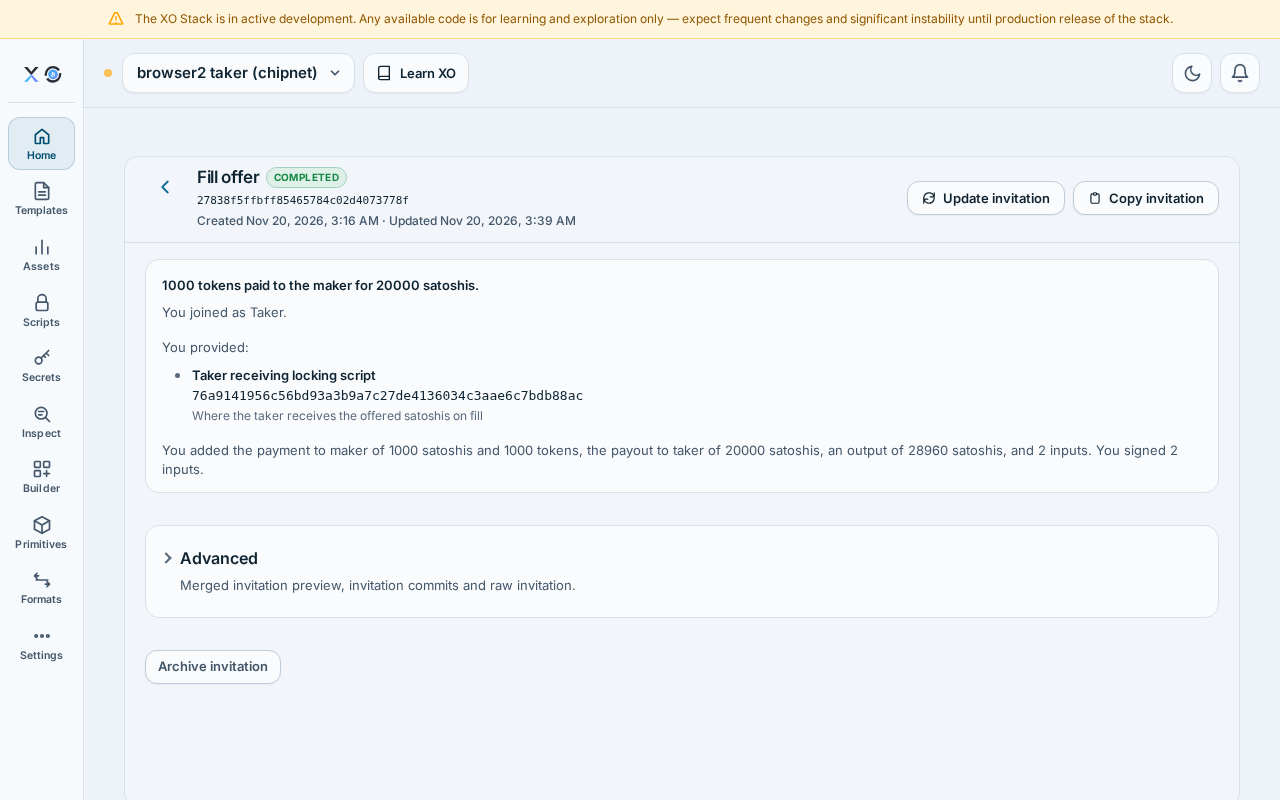 The XO Stack is in active development. Any available code is for learning and exploration only — expect frequent changes and significant instability until production release of the stack.
XO
browser2 taker (chipnet)
Learn XO
Home
Templates
Assets
Scripts
Secrets
Inspect
Builder
Primitives
Formats
Settings
Fill offer COMPLETED
27838f5ffbff85465784c02d4073778f
Created Nov 20, 2026, 3:16 AM · Updated Nov 20, 2026, 3:39 AM
Update invitation
Copy invitation
1000 tokens paid to the maker for 20000 satoshis.
You joined as Taker.
You provided:
• Taker receiving locking script
76a9141956c56bd93a3b9a7c27de4136034c3aae6c7bdb88ac
Where the taker receives the offered satoshis on fill
You added the payment to maker of 1000 satoshis and 1000 tokens, the payout to taker of 20000 satoshis, an output of 28960 satoshis, and 2 inputs. You signed 2
inputs.
Advanced
Merged invitation preview, invitation commits and raw invitation.
Archive invitation